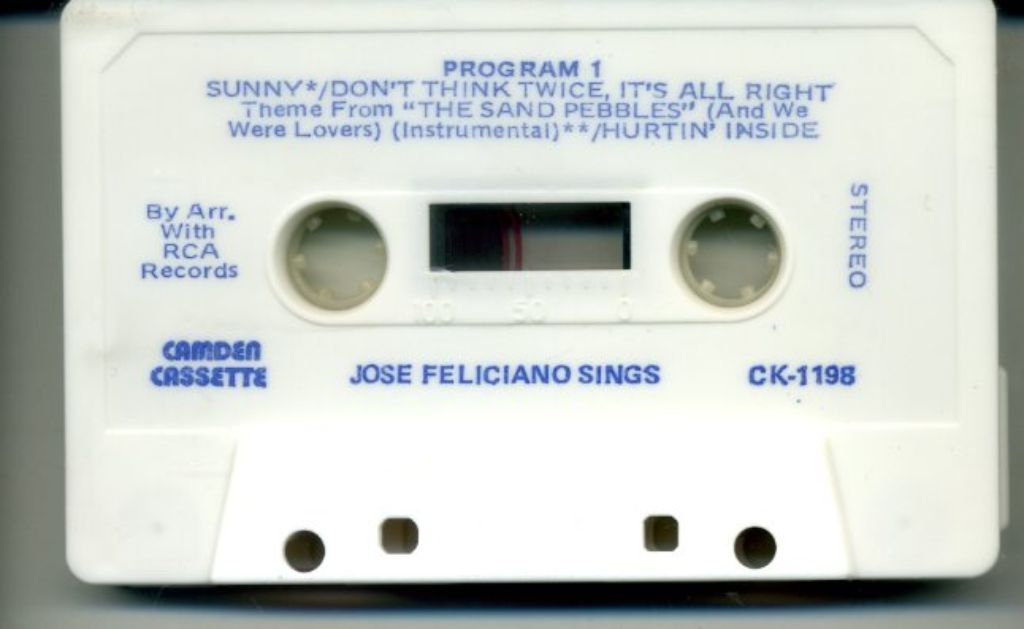 PROGRAM 1
SUNNY*/DON'T THINK TWICE, IT'S ALL RIGHT
Theme From "THE SAND PEBBLES" (And We
Were Lovers) (Instrumental)**/HURTIN' INSIDE
By Arr.
With
RCA
Records
STEREO
100 50 0
CAMDEN
CASSETTE
JOSE FELICIANO SINGS
CK-1198